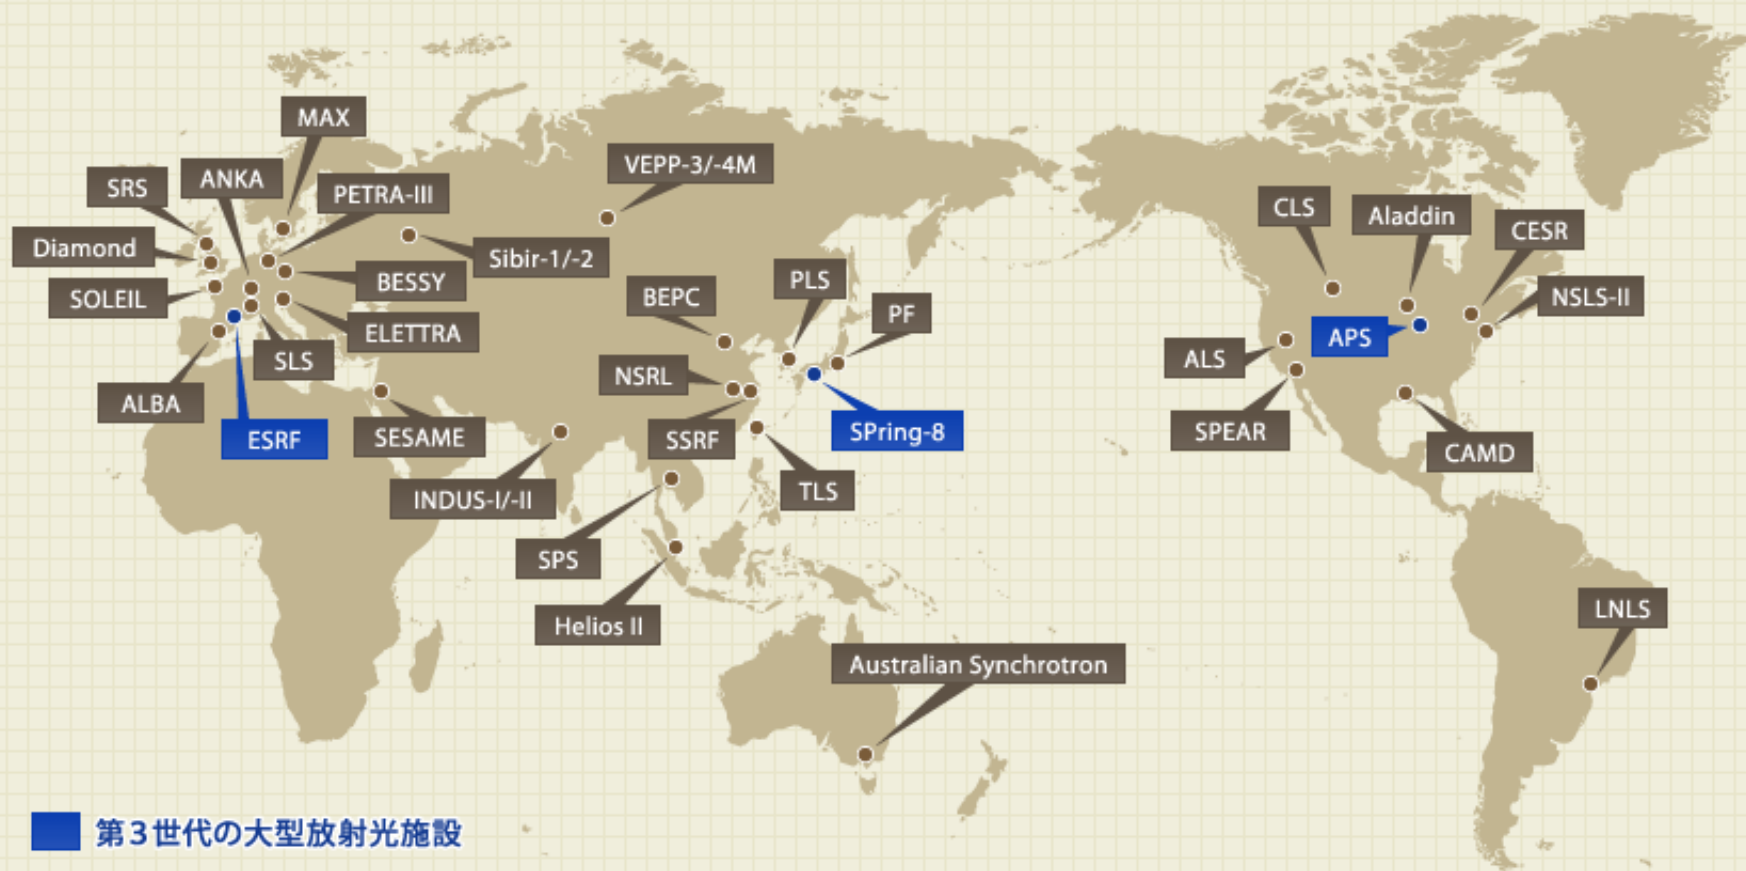 MAX
VEPP-3/-4M
SRS
ANKA
PETRA-III
CLS
Aladdin
CESR
Diamond
Sibir-1/-2
SOLEIL
BESSY
BEPC
PLS
PF
NSLS-II
ELETTRA
APS
SLS
ALS
NSRL
ALBA
ESRF
SESAME
SSRF
SPring-8
SPEAR
CAMD
INDUS-I/-II
TLS
SPS
Helios II
LNLS
Australian Synchrotron
第3世代の大型放射光施設